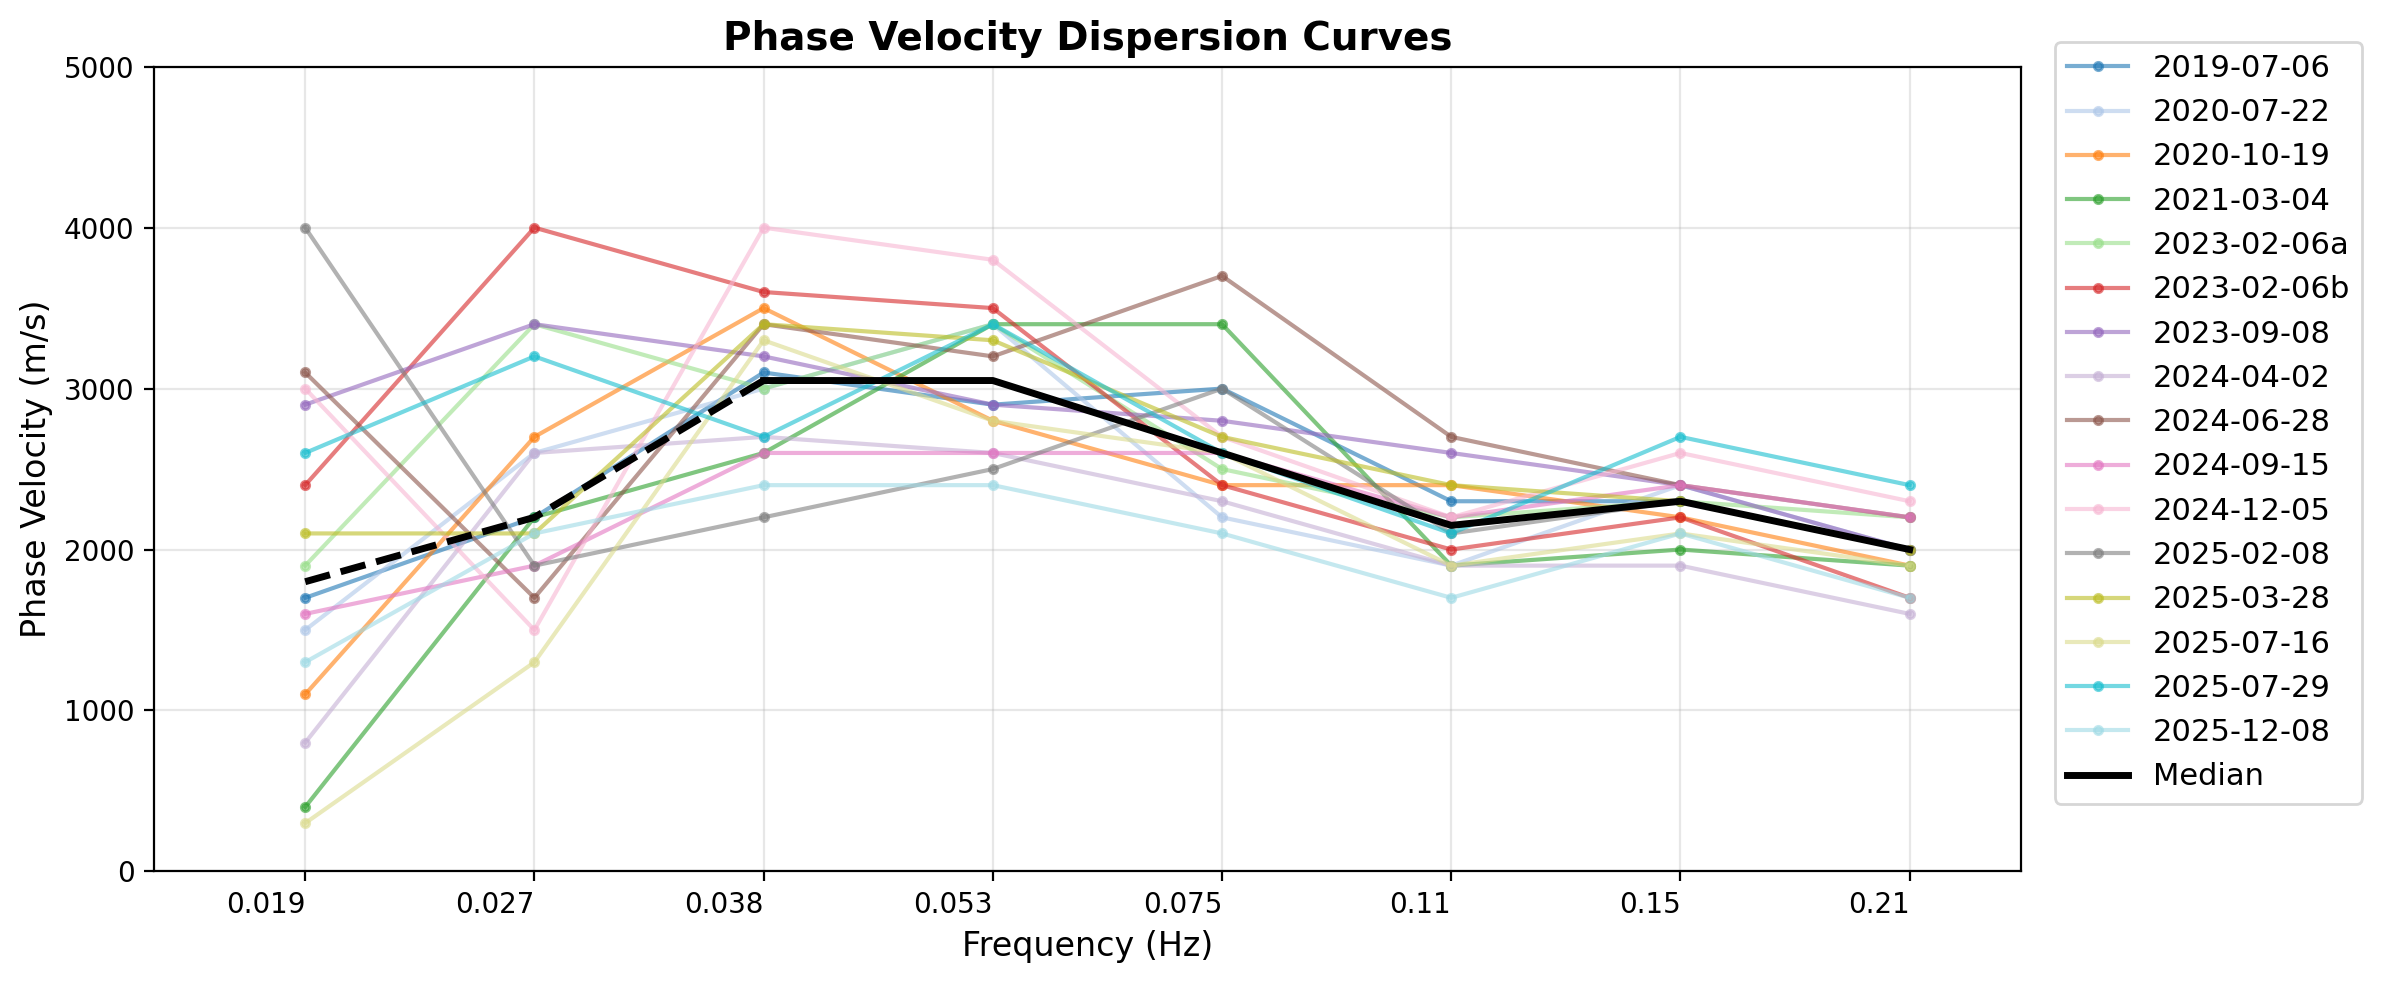 Phase Velocity Dispersion Curves
Phase Velocity (m/s)
5000
4000
3000
2000
1000
0
0.019 0.027 0.038 0.053 0.075 0.11 0.15 0.21
Frequency (Hz)
2019-07-06
2020-07-22
2020-10-19
2021-03-04
2023-02-06a
2023-02-06b
2023-09-08
2024-04-02
2024-06-28
2024-09-15
2024-12-05
2025-02-08
2025-03-28
2025-07-16
2025-07-29
2025-12-08
Median